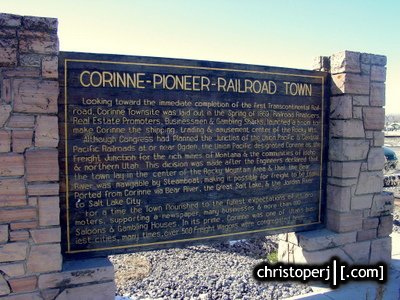 CORINNE-PIONEER-RAILROAD TOWN
Looking toward the immediate completion of the first Transcontinental Rail-
road, Corinne Townsite was laid out in the Spring of 1869. Railroad Financiers
Real Estate Promoters, Businessmen & Gambling Sharks, launched a boom to
make Corinne the shipping, trading & amusement center of the Rocky Mts.
Although Congress had planned the Junction of the Union Pacific & Central
Pacific Railroads at or near Ogden, the Union Pacific designated Corinne as the
Freight Junction for the rich mines of Montana & the communities of Idaho
& northern Utah. This decision was made after the Engineers declared that
the town lay in the center of the Rocky Mountain Area & that the Bear
River was navigable by Steamboat, making it possible for Freight to be trans-
ported from Corinne via Bear River, the Great Salt Lake, & the Jordan River
to Salt Lake City.
For a time the Town flourished to the fullest expectations of its pro-
moters, supporting a newspaper, many businesses & more than
Saloons & Gambling Houses. In its prime Corinne was one of Utah's
iest cities, many times over 500 Freight Wagons were
christoperj[.com]